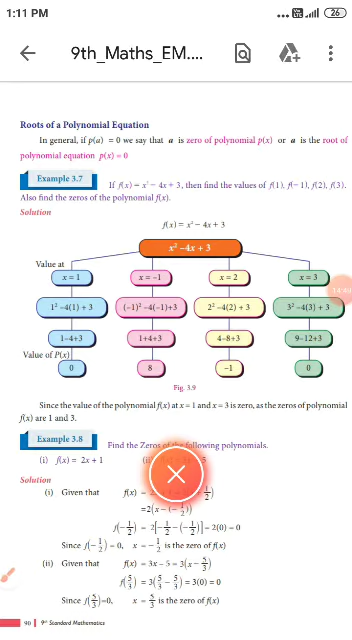 1:11 PM
26
9th_Maths_EM....
Roots of a Polynomial Equation
In general, if p(a) = 0 we say that a is zero of polynomial p(x) or a is the root of
polynomial equation p(x) = 0
Example 3.7
If f(x) = x² − 4x + 3, then find the values of f(1), f(−1), f(2), f(3).
Also find the zeros of the polynomial f(x).
Solution
f(x) = x² − 4x + 3
x² −4x + 3
Value at
x = 1 x = −1 x = 2 x = 3
1² −4(1) + 3 (−1)² −4(−1)+3 2² −4(2) + 3 3² −4(3) + 3
1−4+3 1+4+3 4−8+3 9−12+3
Value of P(x)
0 8 −1 0
Fig. 3.9
Since the value of the polynomial f(x) at x = 1 and x = 3 is zero, as the zeros of polynomial
f(x) are 1 and 3.
Example 3.8
Find the Zeros of the following polynomials.
(i) f(x) = 2x + 1 (ii) 5
Solution
(i) Given that f(x) =
=2(x − (−1/2))
f(−1/2) = 2[−1/2 − (−1/2)] = 2(0) = 0
Since f(−1/2) = 0, x = −1/2 is the zero of f(x)
(ii) Given that f(x) = 3x − 5 = 3(x − 5/3)
f(5/3) = 3(5/3 − 5/3) = 3(0) = 0
Since f(5/3)=0, x = 5/3 is the zero of f(x)
90 9th Standard Mathematics